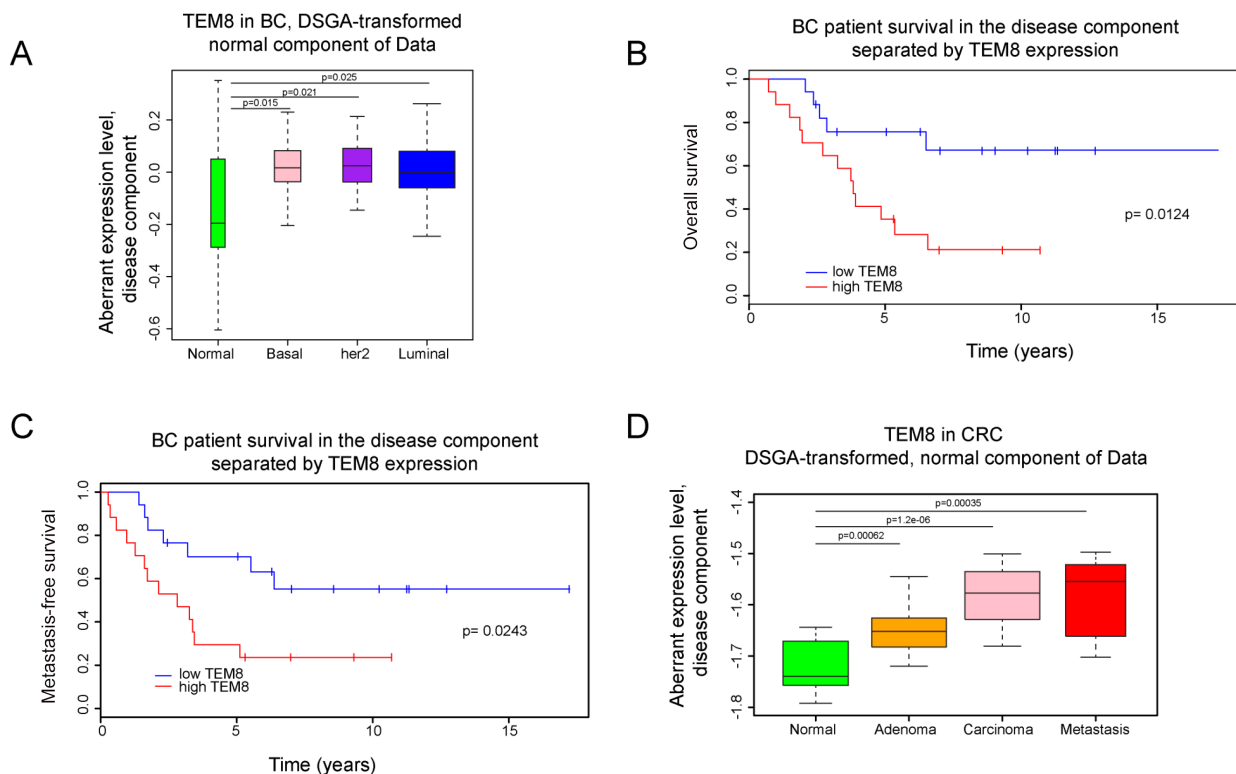 A
TEM8 in BC, DSGA-transformed
normal component of Data
Aberrant expression level,
disease component
0.2
0.0
-0.2
-0.4
-0.6
p=0.025
p=0.021
p=0.015
Normal Basal her2 Luminal
B
BC patient survival in the disease component
separated by TEM8 expression
Overall survival
1.0
0.8
0.6
0.4
0.2
0.0
p= 0.0124
low TEM8
high TEM8
0 5 10 15
Time (years)
C
BC patient survival in the disease component
separated by TEM8 expression
Metastasis-free survival
1.0
0.8
0.6
0.4
0.2
0.0
p= 0.0243
low TEM8
high TEM8
0 5 10 15
Time (years)
D
TEM8 in CRC
DSGA-transformed, normal component of Data
Aberrant expression level,
disease component
-1.4
-1.5
-1.6
-1.7
-1.8
p=0.00035
p=1.2e-06
p=0.00062
Normal Adenoma Carcinoma Metastasis